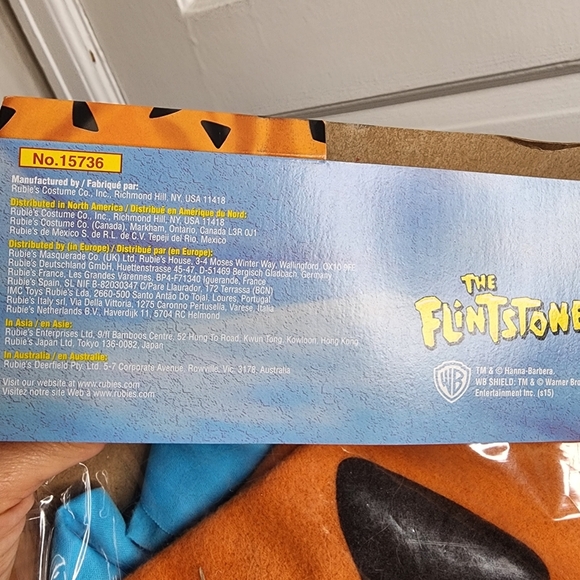 No.15736
Manufactured by / Fabriqué par:
Rubie's Costume Co., Inc., Richmond Hill, NY, USA 11418
Distributed in North America / Distribué en Amérique du Nord:
Rubie's Costume Co., Inc., Richmond Hill, NY, USA 11418
Rubie's Costume Co. (Canada), Markham, Ontario, Canada L3R 0J1
Rubie's de Mexico S. de R.L. de C.V. Tepeji del Rio, Mexico
Distributed by (in Europe) / Distribué par (en Europe):
Rubie's Masquerade Co. (UK) Ltd. Rubie's House, 3-4 Moses Winter Way, Wallingford, OX10
Rubie's Deutschland GmbH, Huettenstrasse 45-47, D-51469 Bergisch Gladbach, Germany
Rubie's France, Les Grandes Varennes, BP4-F71340 Iguerande, France
Rubie's Spain, SL NIF B-82030347 C/Pare Llaurador, 172 Terrassa (BCN)
IMC Toys Rubie's Lda, 2660-500 Santo Antão Do Tojal, Loures, Portugal
Rubie's Italy srl, Via Della Vittoria, 1275 Caronno Pertusella, Varese, Italia
Rubie's Netherlands B.V., Haverdijk 11, 5704 RC Helmond
In Asia / en Asie:
Rubie's Enterprises Ltd, 9/fl Bamboos Centre, 52 Hung To Road, Kwun Tong, Kowloon, Hong Kong
Rubie's Japan Ltd, Tokyo 136-0082, Japan
In Australia / en Australie:
Rubie's Deerfield Pty. Ltd. 5-7 Corporate Avenue, Rowville, Vic. 3178, Australia
Visit our website at www.rubies.com
Visitez notre site Web à www.rubies.com
THE
FLINTSTONE
WB
TM & © Hanna-Barbera.
WB SHIELD: TM & © Warner Bro
Entertainment Inc. (s15)